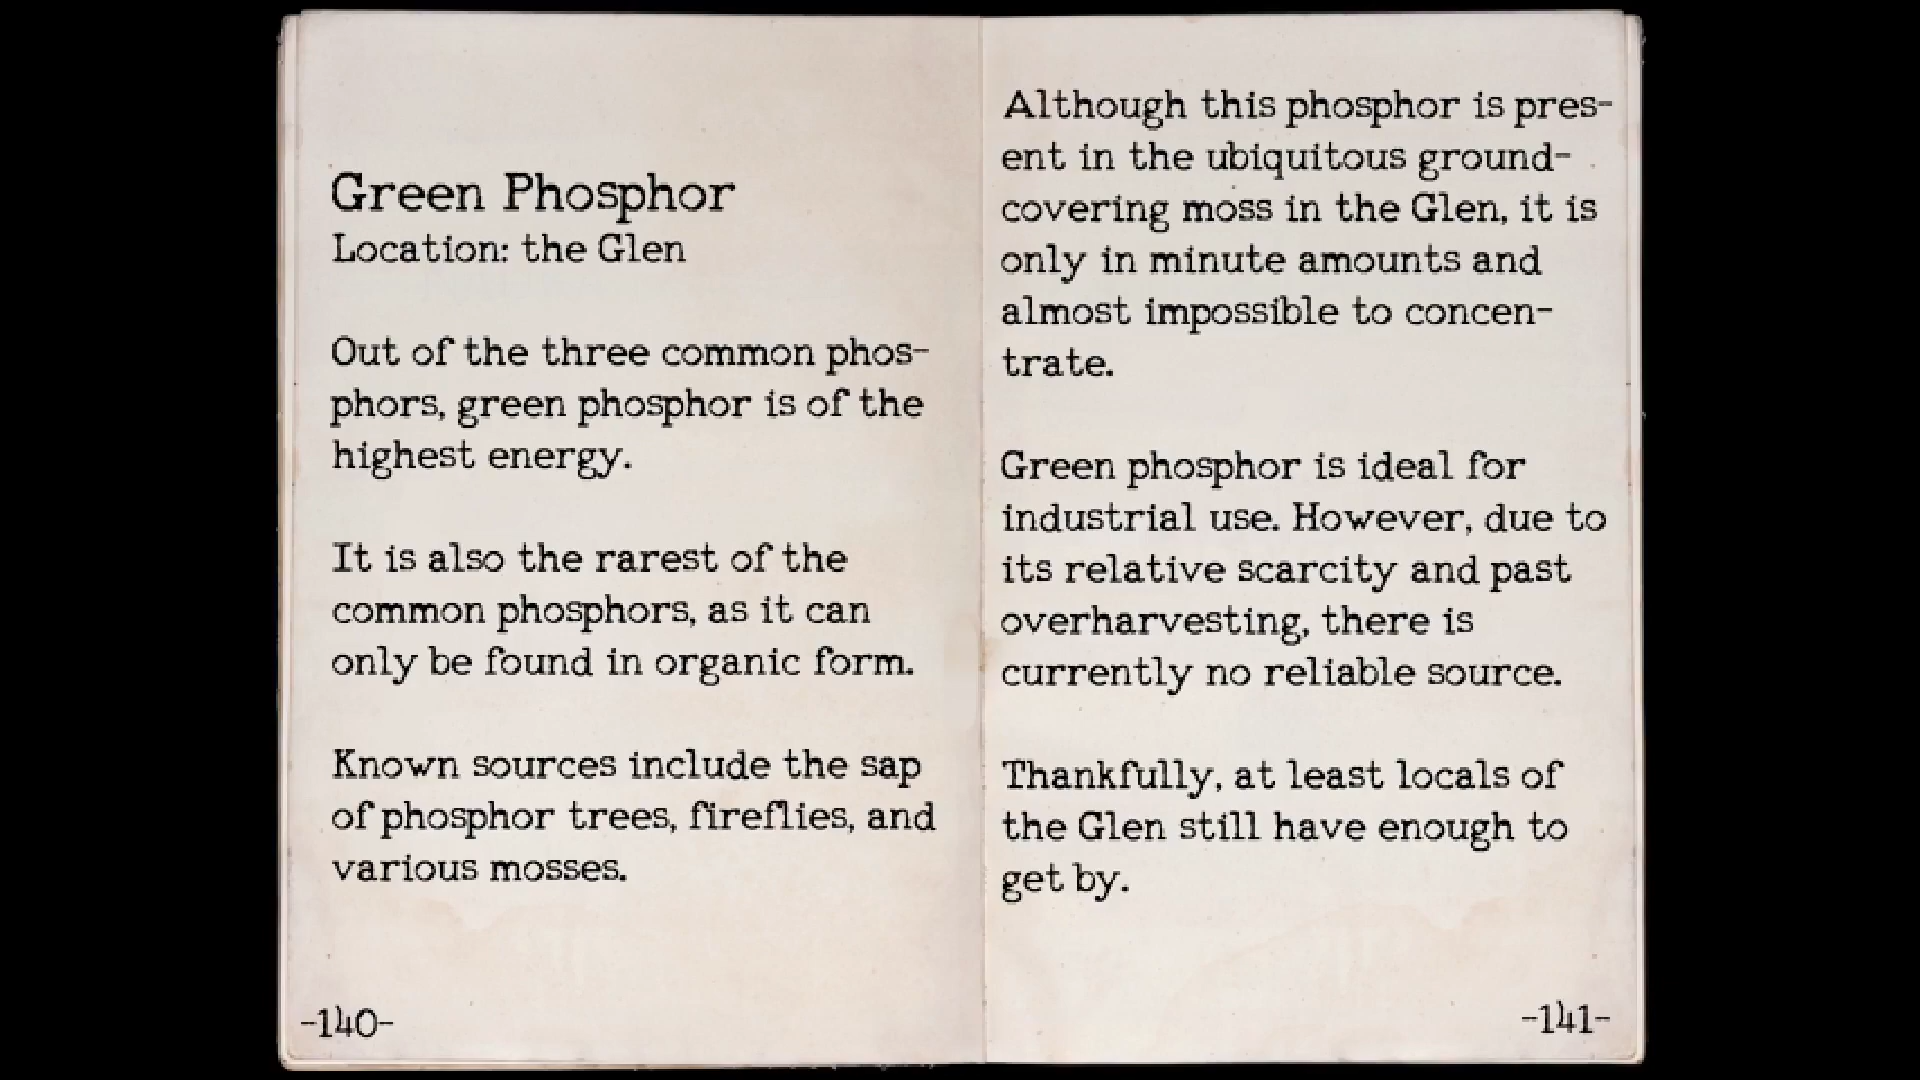 Green Phosphor
Location: the Glen
Out of the three common phos-
phors, green phosphor is of the
highest energy.
It is also the rarest of the
common phosphors, as it can
only be found in organic form.
Known sources include the sap
of phosphor trees, fireflies, and
various mosses.
-140-
Although this phosphor is pres-
ent in the ubiquitous ground-
covering moss in the Glen, it is
only in minute amounts and
almost impossible to concen-
trate.
Green phosphor is ideal for
industrial use. However, due to
its relative scarcity and past
overharvesting, there is
currently no reliable source.
Thankfully, at least locals of
the Glen still have enough to
get by.
-141-